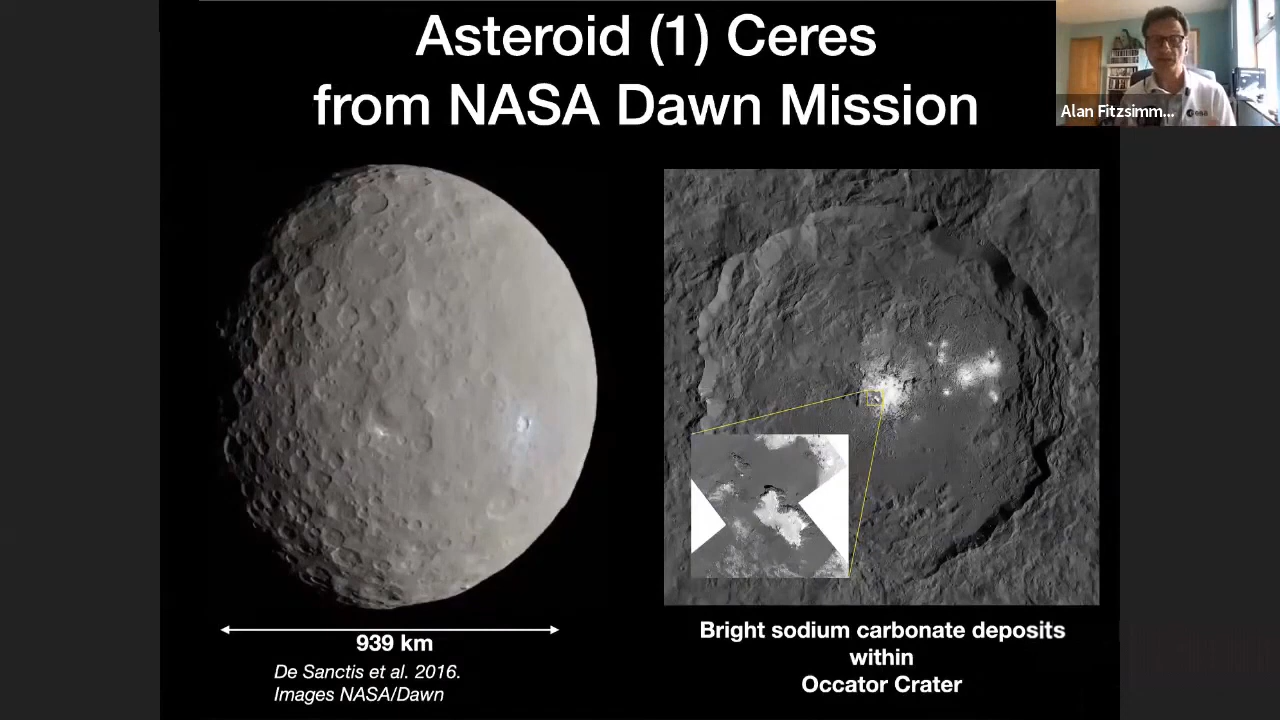 Asteroid (1) Ceres
from NASA Dawn Mission
Alan Fitzsimm...
esa
939 km
De Sanctis et al. 2016.
Images NASA/Dawn
Bright sodium carbonate deposits
within
Occator Crater